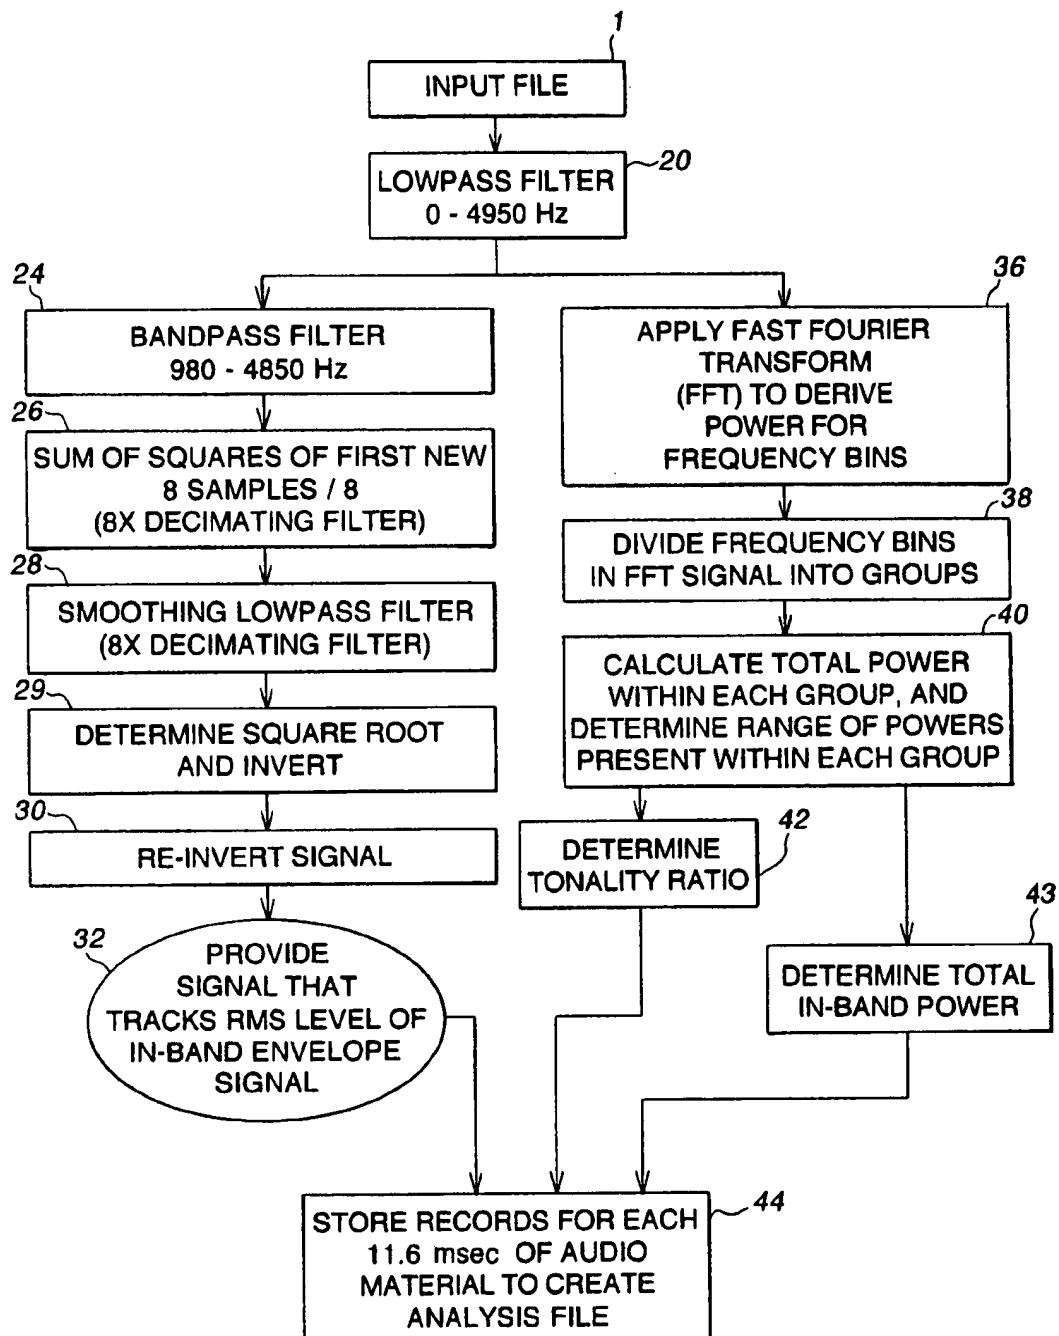 1
INPUT FILE
20
LOWPASS FILTER
0 - 4950 Hz
24
BANDPASS FILTER
980 - 4850 Hz
26
SUM OF SQUARES OF FIRST NEW
8 SAMPLES / 8
(8X DECIMATING FILTER)
28
SMOOTHING LOWPASS FILTER
(8X DECIMATING FILTER)
29
DETERMINE SQUARE ROOT
AND INVERT
30
RE-INVERT SIGNAL
32
PROVIDE
SIGNAL THAT
TRACKS RMS LEVEL OF
IN-BAND ENVELOPE
SIGNAL
36
APPLY FAST FOURIER
TRANSFORM
(FFT) TO DERIVE
POWER FOR
FREQUENCY BINS
38
DIVIDE FREQUENCY BINS
IN FFT SIGNAL INTO GROUPS
40
CALCULATE TOTAL POWER
WITHIN EACH GROUP, AND
DETERMINE RANGE OF POWERS
PRESENT WITHIN EACH GROUP
42
DETERMINE
TONALITY RATIO
43
DETERMINE TOTAL
IN-BAND POWER
44
STORE RECORDS FOR EACH
11.6 msec OF AUDIO
MATERIAL TO CREATE
ANALYSIS FILE